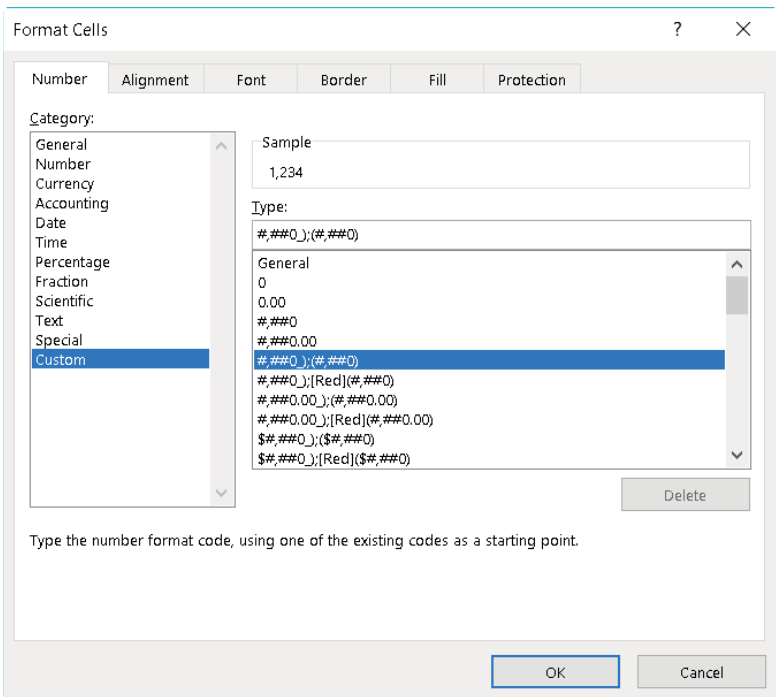 Format Cells ?
Number Alignment Font Border Fill Protection
Category:
General
Number
Currency
Accounting
Date
Time
Percentage
Fraction
Scientific
Text
Special
Custom
Sample
1,234
Type:
#,##0_);(#,##0)
General
0
0.00
#,##0
#,##0.00
#,##0_);(#,##0)
#,##0_);[Red](#,##0)
#,##0.00_);(#,##0.00)
#,##0.00_);[Red](#,##0.00)
$#,##0_);($#,##0)
$#,##0_);[Red]($#,##0)
Delete
Type the number format code, using one of the existing codes as a starting point.
OK Cancel